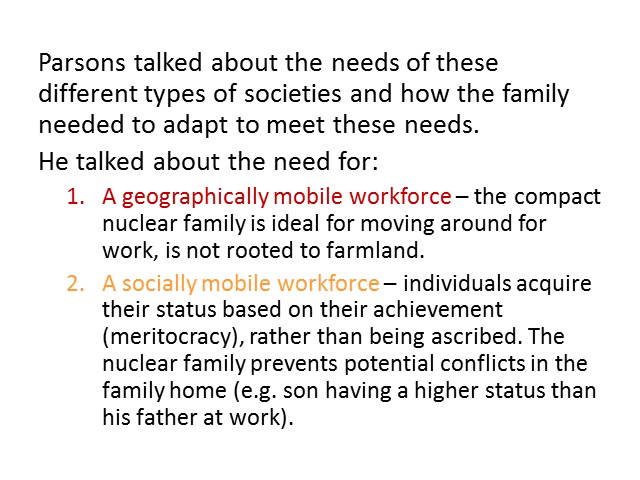 Parsons talked about the needs of these
different types of societies and how the family
needed to adapt to meet these needs.
He talked about the need for:
1. A geographically mobile workforce – the compact
nuclear family is ideal for moving around for
work, is not rooted to farmland.
2. A socially mobile workforce – individuals acquire
their status based on their achievement
(meritocracy), rather than being ascribed. The
nuclear family prevents potential conflicts in the
family home (e.g. son having a higher status than
his father at work).